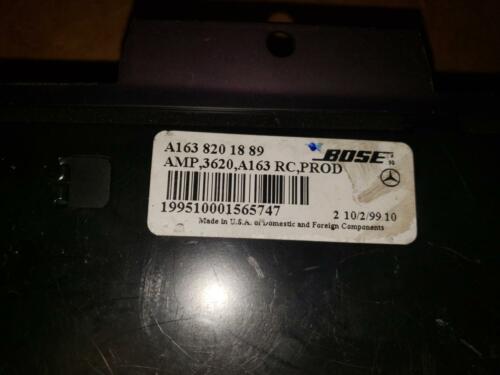 A163 820 18 89
BOSE
AMP,3620,A163 RC,PROD
199510001565747
2 10/2/99 10
Made in U.S.A. of Domestic and Foreign Components